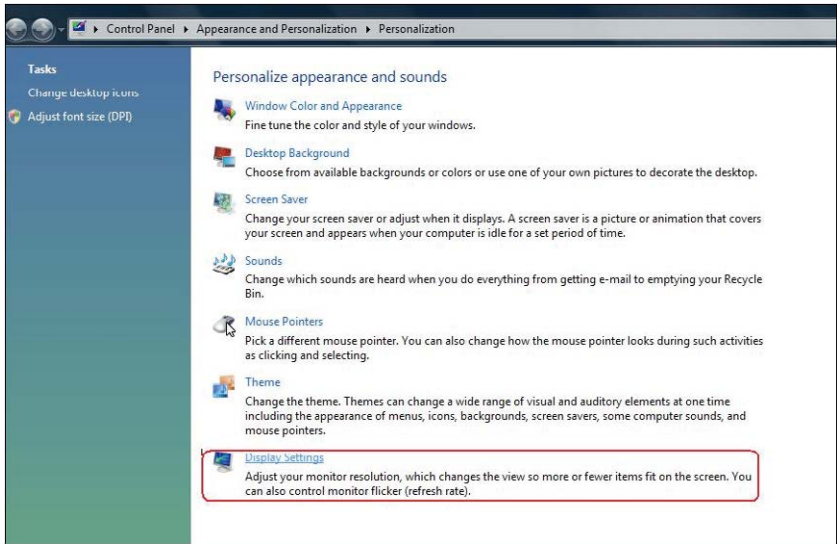 Control Panel ▸ Appearance and Personalization ▸ Personalization
Tasks
Change desktop icons
Adjust font size (DPI)
Personalize appearance and sounds
Window Color and Appearance
Fine tune the color and style of your windows.
Desktop Background
Choose from available backgrounds or colors or use one of your own pictures to decorate the desktop.
Screen Saver
Change your screen saver or adjust when it displays. A screen saver is a picture or animation that covers
your screen and appears when your computer is idle for a set period of time.
Sounds
Change which sounds are heard when you do everything from getting e-mail to emptying your Recycle
Bin.
Mouse Pointers
Pick a different mouse pointer. You can also change how the mouse pointer looks during such activities
as clicking and selecting.
Theme
Change the theme. Themes can change a wide range of visual and auditory elements at one time
including the appearance of menus, icons, backgrounds, screen savers, some computer sounds, and
mouse pointers.
Display Settings
Adjust your monitor resolution, which changes the view so more or fewer items fit on the screen. You
can also control monitor flicker (refresh rate).